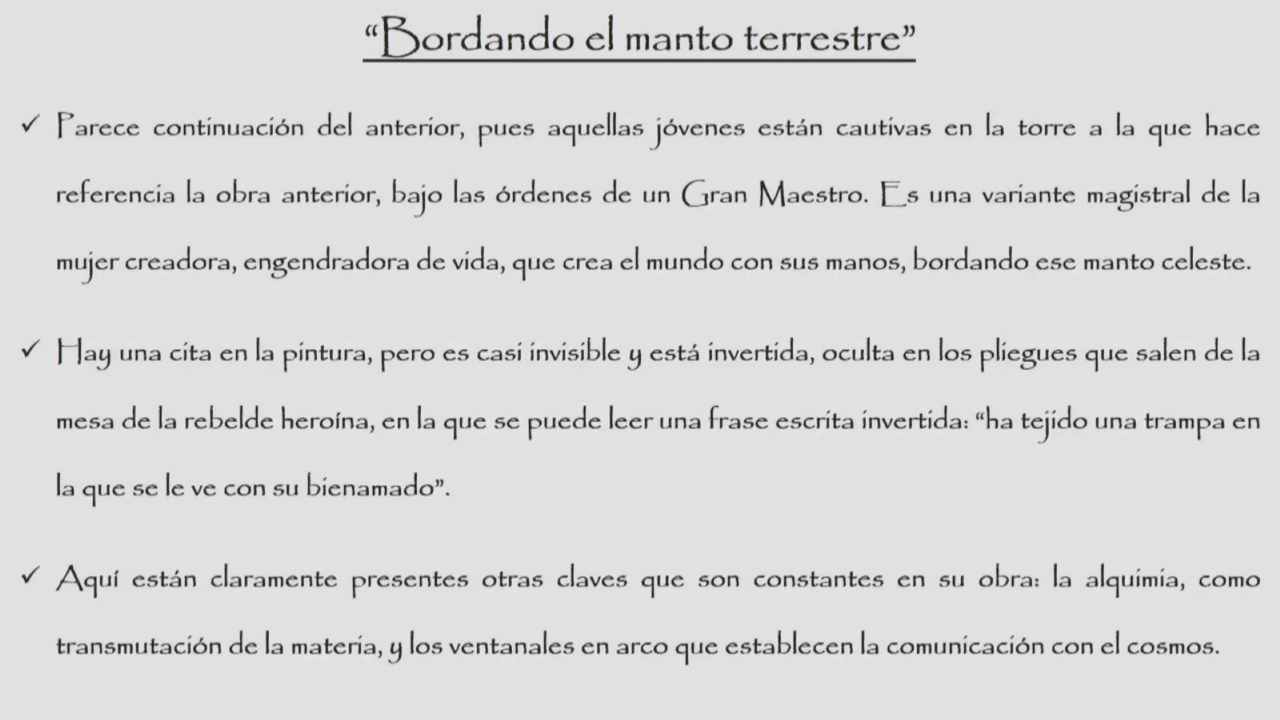 “Bordando el manto terrestre”
✓ Parece continuación del anterior, pues aquellas jóvenes están cautivas en la torre a la que hace
referencia la obra anterior, bajo las órdenes de un Gran Maestro. Es una variante magistral de la
mujer creadora, engendradora de vida, que crea el mundo con sus manos, bordando ese manto celeste.
✓ Hay una cita en la pintura, pero es casi invisible y está invertida, oculta en los pliegues que salen de la
mesa de la rebelde heroína, en la que se puede leer una frase escrita invertida: “ha tejido una trampa en
la que se le ve con su bienamado”.
✓ Aquí están claramente presentes otras claves que son constantes en su obra: la alquimia, como
transmutación de la materia, y los ventanales en arco que establecen la comunicación con el cosmos.